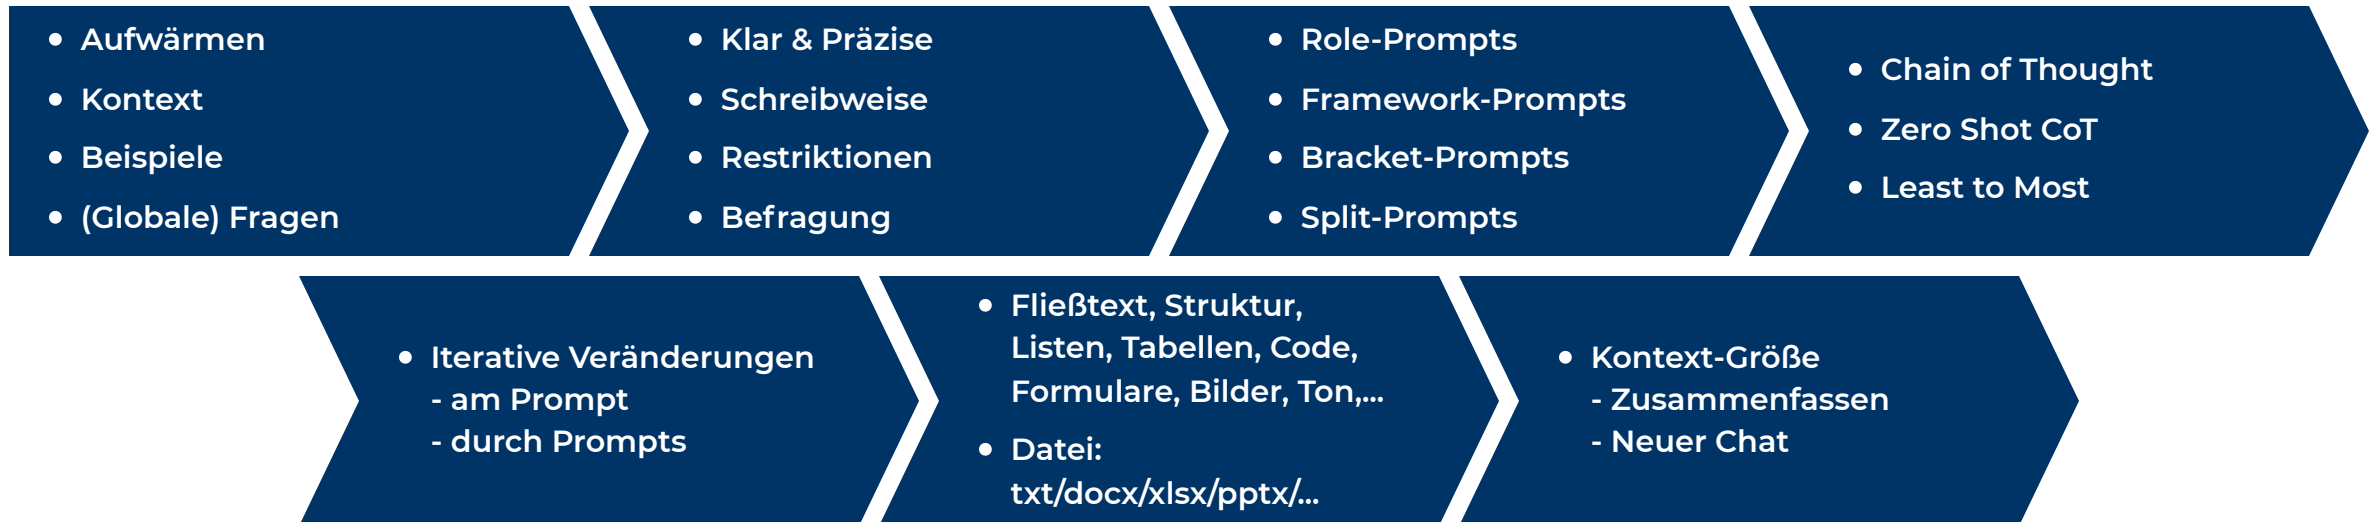 • Aufwärmen
• Kontext
• Beispiele
• (Globale) Fragen
• Klar & Präzise
• Schreibweise
• Restriktionen
• Befragung
• Role-Prompts
• Framework-Prompts
• Bracket-Prompts
• Split-Prompts
• Chain of Thought
• Zero Shot CoT
• Least to Most
• Iterative Veränderungen
- am Prompt
- durch Prompts
• Fließtext, Struktur,
Listen, Tabellen, Code,
Formulare, Bilder, Ton,...
• Datei:
txt/docx/xlsx/pptx/...
• Kontext-Größe
- Zusammenfassen
- Neuer Chat